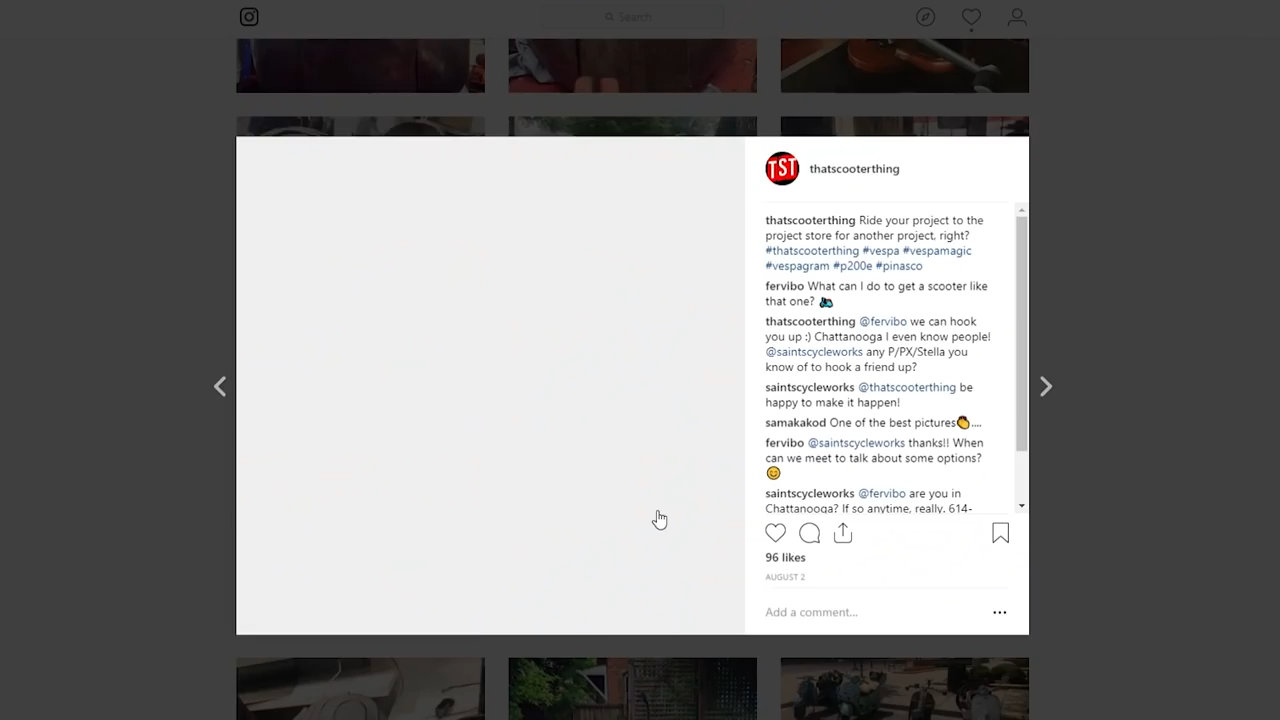 Search
TST
thatscooterthing
thatscooterthing Ride your project to the
project store for another project, right?
#thatscooterthing #vespa #vespamagic
#vespagram #p200e #pinasco
fervibo What can I do to get a scooter like
that one?
thatscooterthing @fervibo we can hook
you up :) Chattanooga I even know people!
@saintscycleworks any P/PX/Stella you
know of to hook a friend up?
saintscycleworks @thatscooterthing be
happy to make it happen!
samakakod One of the best pictures👏....
fervibo @saintscycleworks thanks!! When
can we meet to talk about some options?
😊
saintscycleworks @fervibo are you in
Chattanooga? If so anytime, really. 614-
96 likes
AUGUST 2
Add a comment...